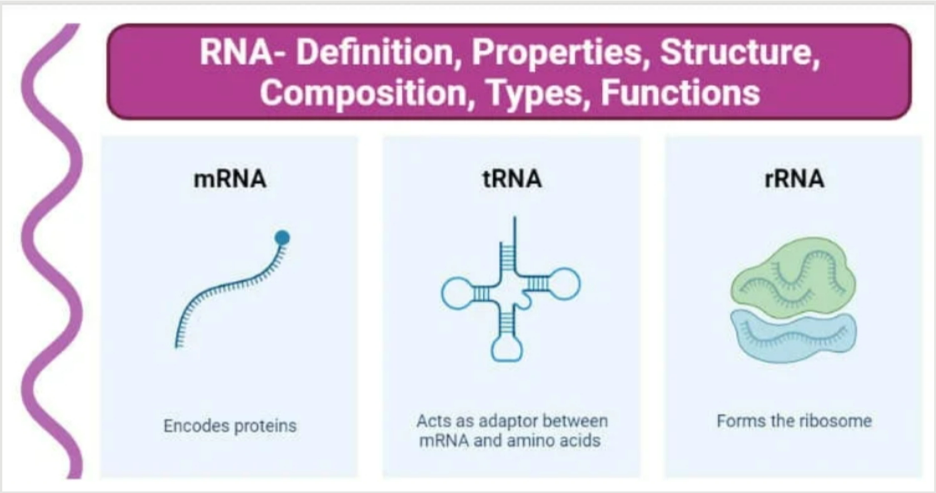 RNA- Definition, Properties, Structure,
Composition, Types, Functions
mRNA
Encodes proteins
tRNA
Acts as adaptor between
mRNA and amino acids
rRNA
Forms the ribosome